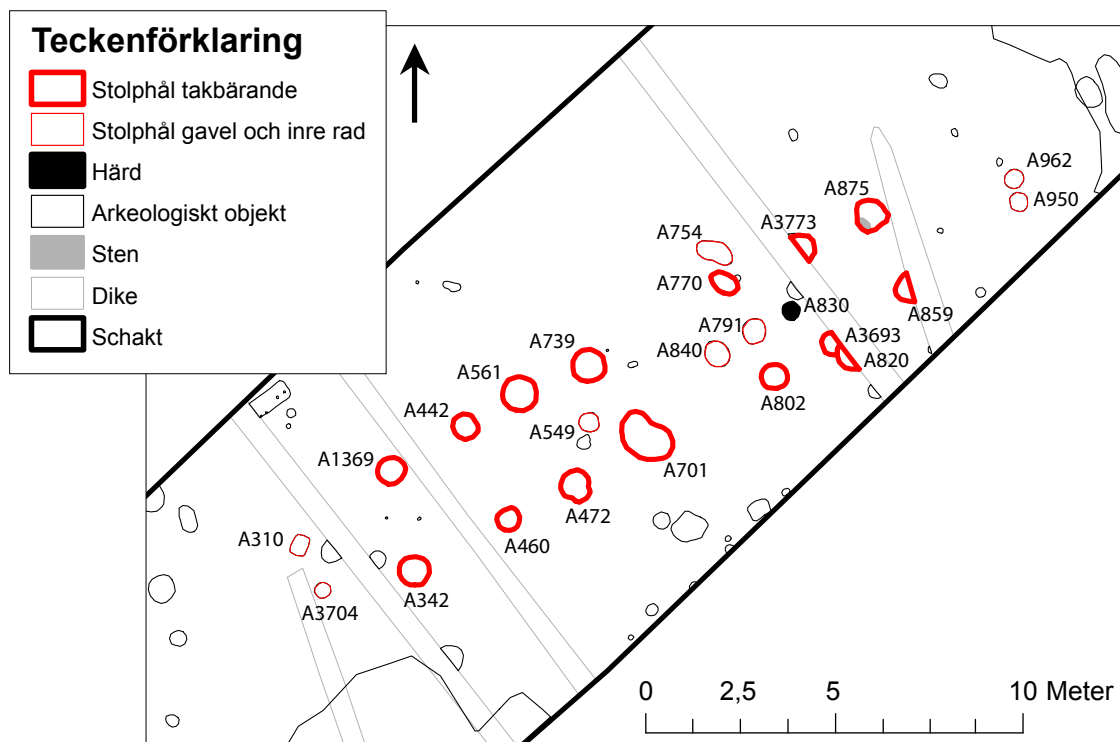 Teckenförklaring
Stolphål takbärande
Stolphål gavel och inre rad
Härd
Arkeologiskt objekt
Sten
Dike
Schakt
A962
A950
A875
A3773
A754
A770
A830
A859
A791
A3693
A840
A820
A739
A802
A561
A442
A549
A1369
A701
A472
A310
A460
A342
A3704
0 2,5 5 10 Meter